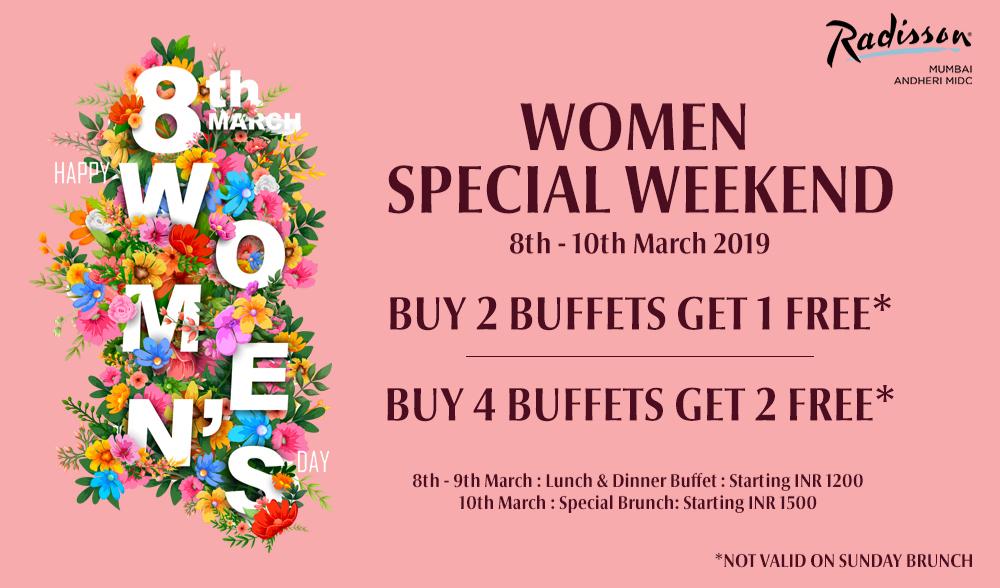 Radisson
MUMBAI
ANDHERI MIDC
8th
MARCH
HAPPY
WOMEN'S
DAY
WOMEN
SPECIAL WEEKEND
8th - 10th March 2019
BUY 2 BUFFETS GET 1 FREE*
BUY 4 BUFFETS GET 2 FREE*
8th - 9th March : Lunch & Dinner Buffet : Starting INR 1200
10th March : Special Brunch: Starting INR 1500
*NOT VALID ON SUNDAY BRUNCH